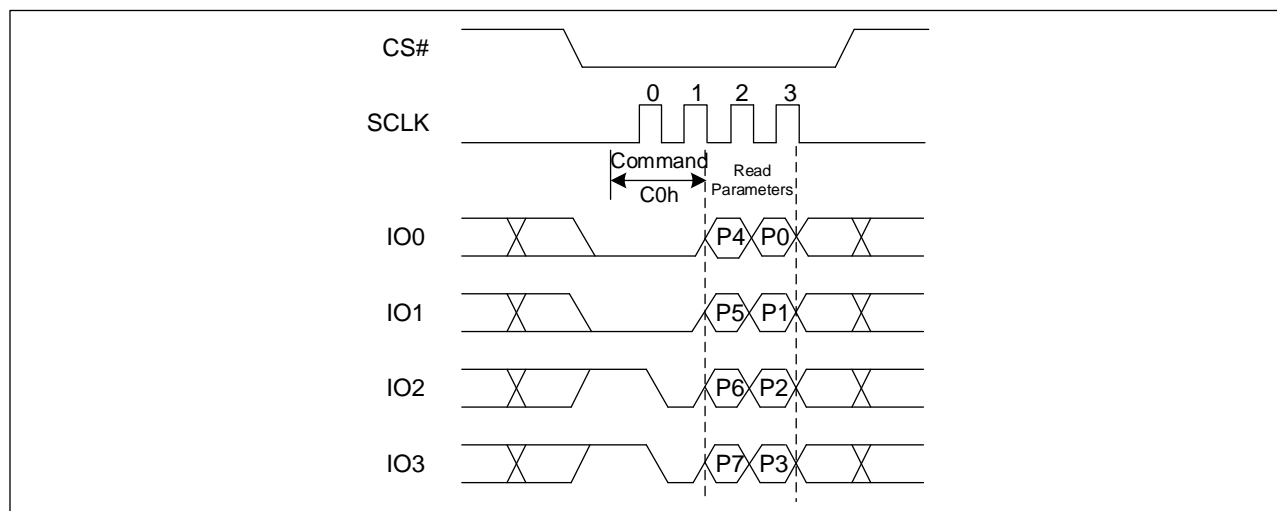 CS#
0 1 2 3
SCLK
Command
C0h
Read
Parameters
IO0 P4 P0
IO1 P5 P1
IO2 P6 P2
IO3 P7 P3